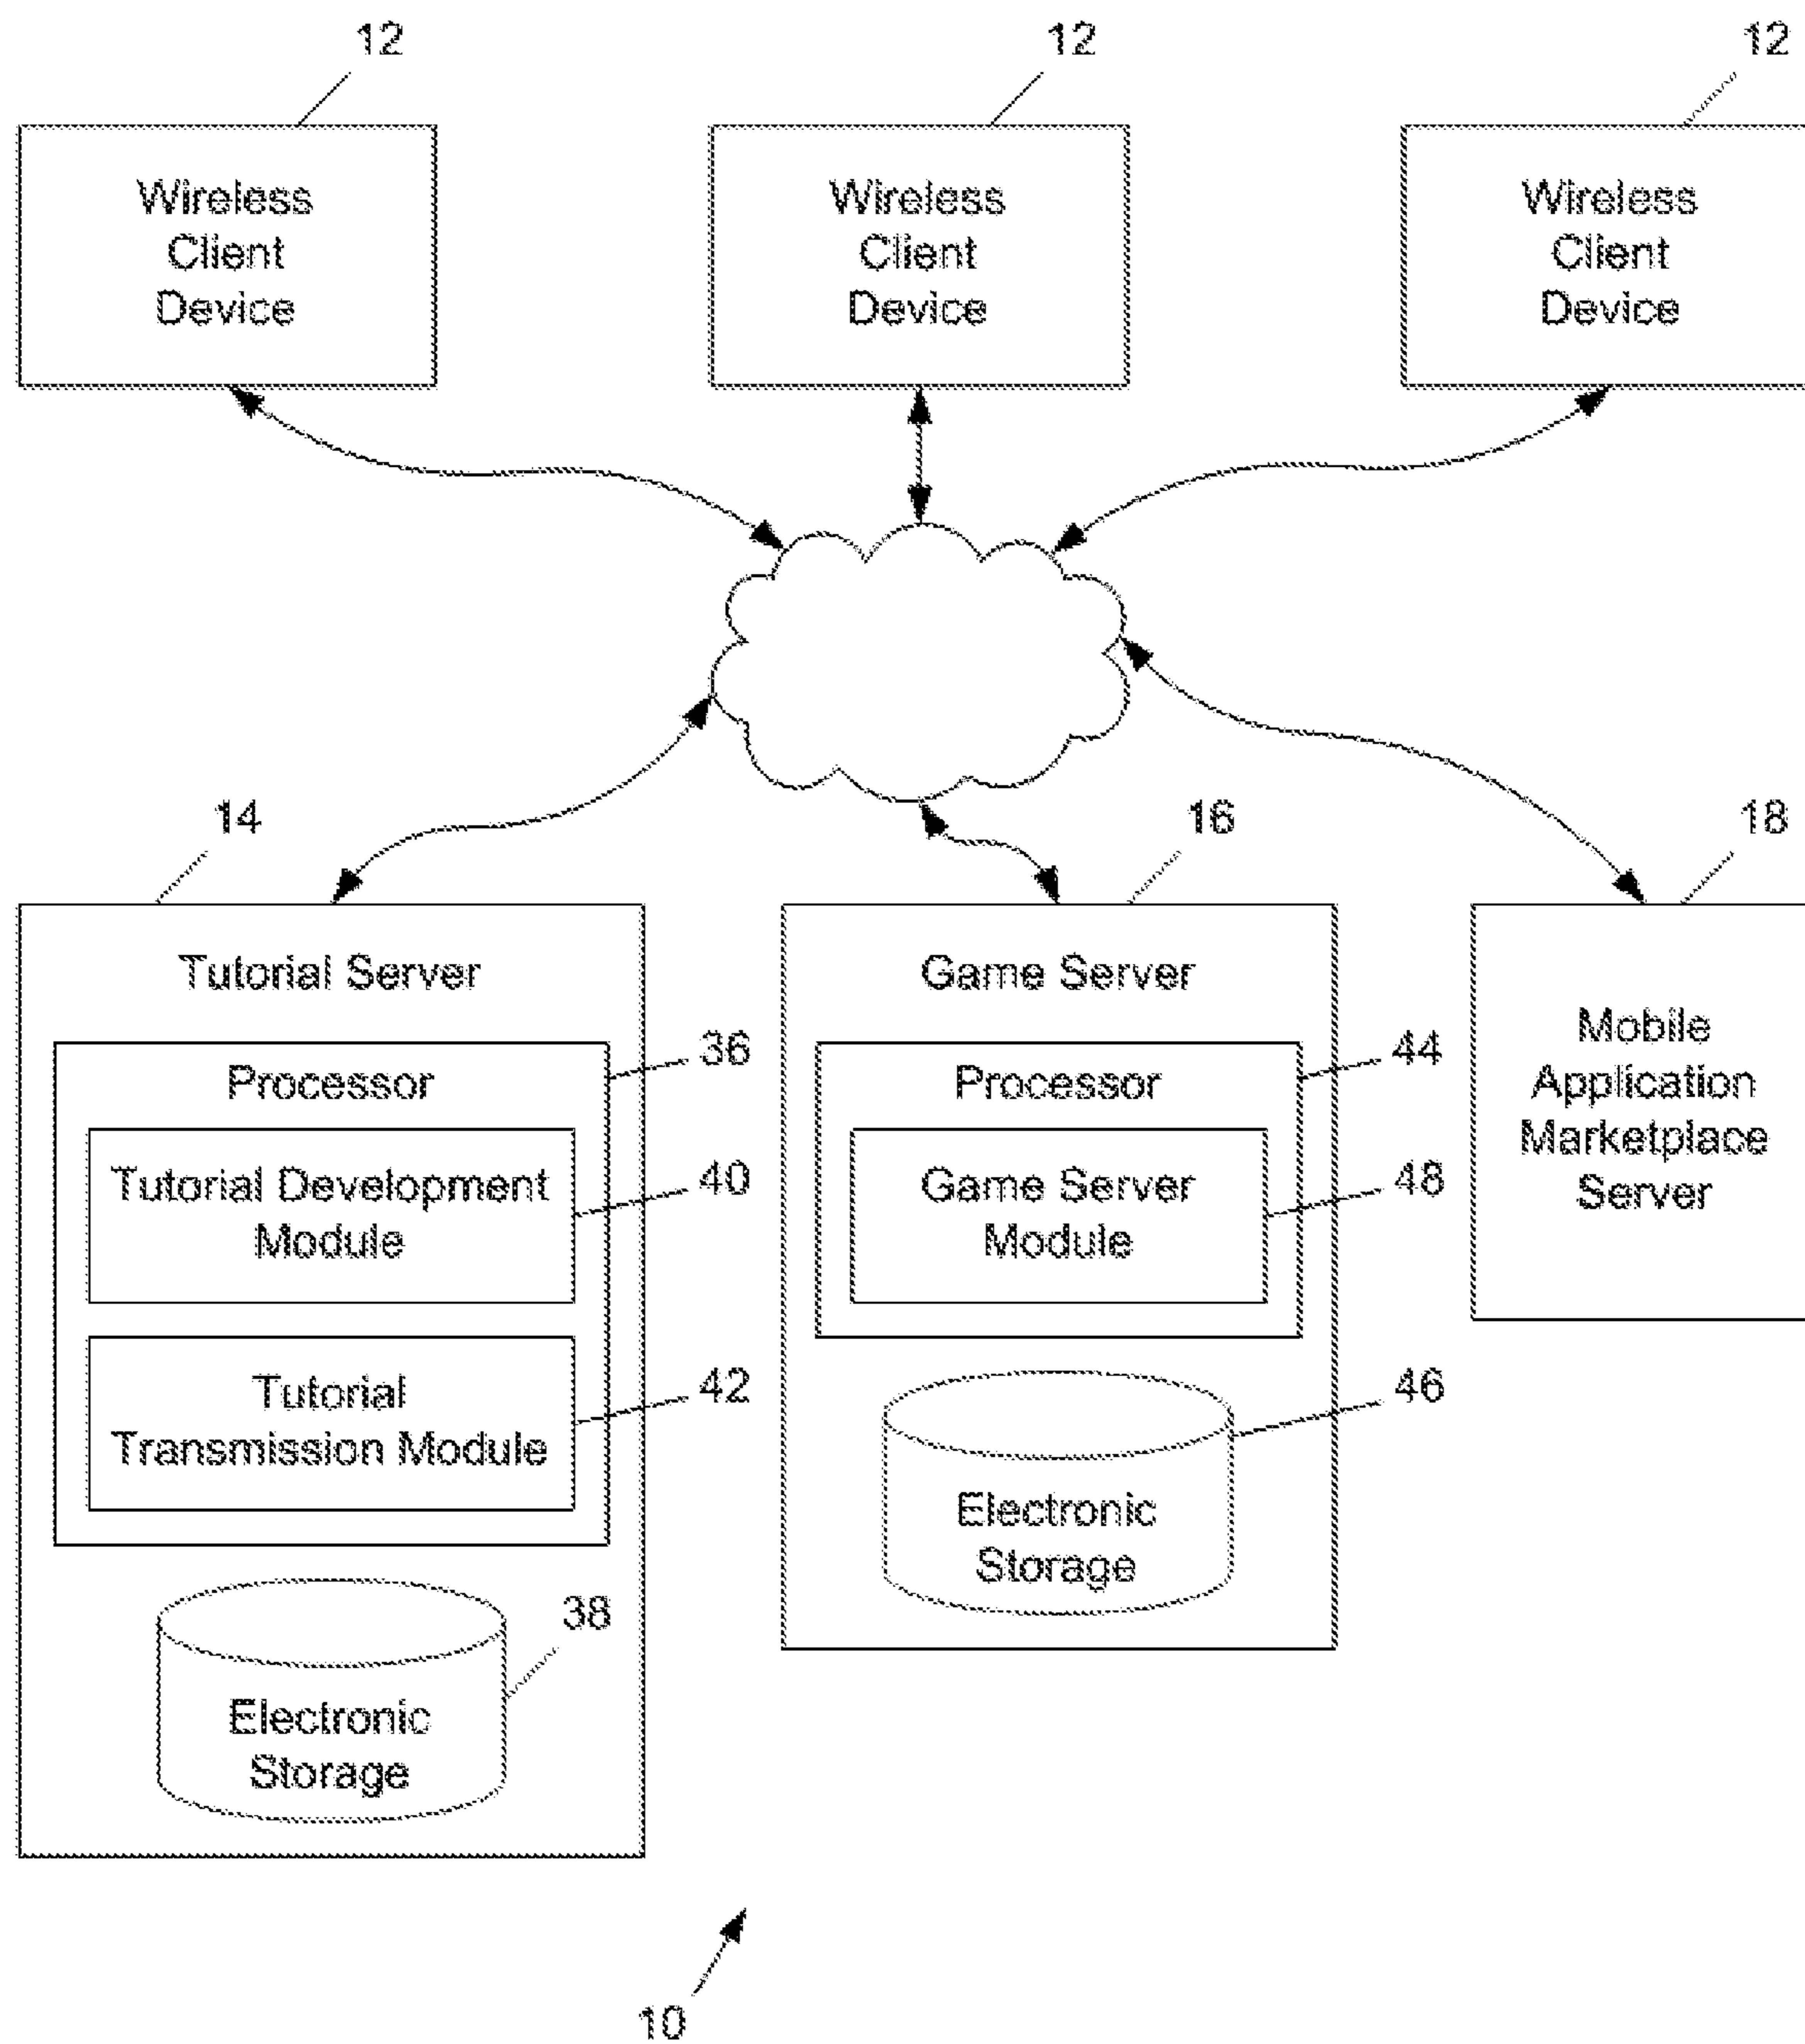 12
12
12
Wireless
Client
Device
Wireless
Client
Device
Wireless
Client
Device
14
16
18
Tutorial Server
Processor
36
Tutorial Development
Module
40
Tutorial
Transmission Module
42
Electronic
Storage
38
Game Server
Processor
44
Game Server
Module
48
Electronic
Storage
46
Mobile
Application
Marketplace
Server
10